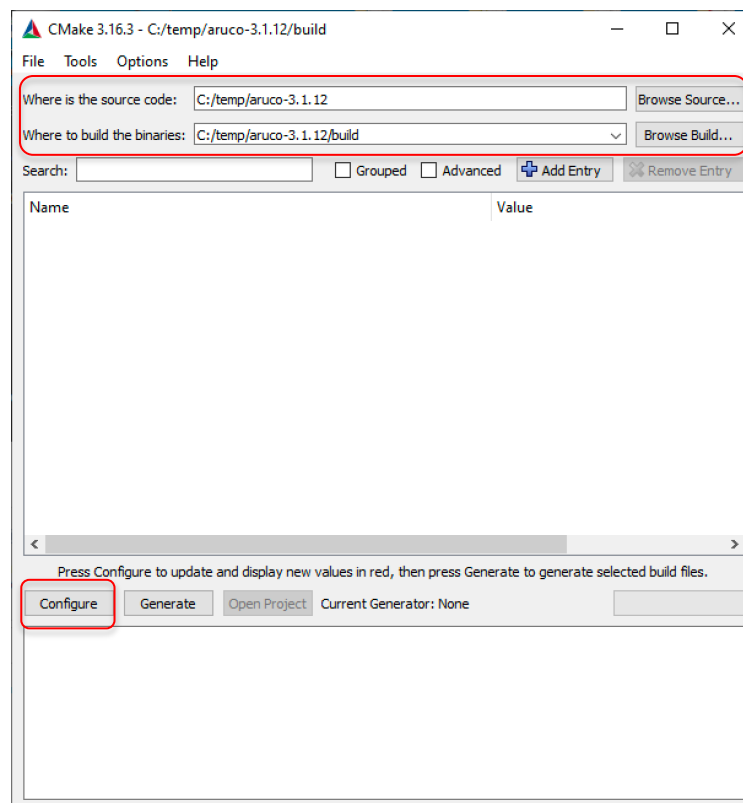 CMake 3.16.3 - C:/temp/aruco-3.1.12/build
File Tools Options Help
Where is the source code: C:/temp/aruco-3.1.12 Browse Source...
Where to build the binaries: C:/temp/aruco-3.1.12/build Browse Build...
Search: Grouped Advanced Add Entry Remove Entry
Name Value
Press Configure to update and display new values in red, then press Generate to generate selected build files.
Configure Generate Open Project Current Generator: None